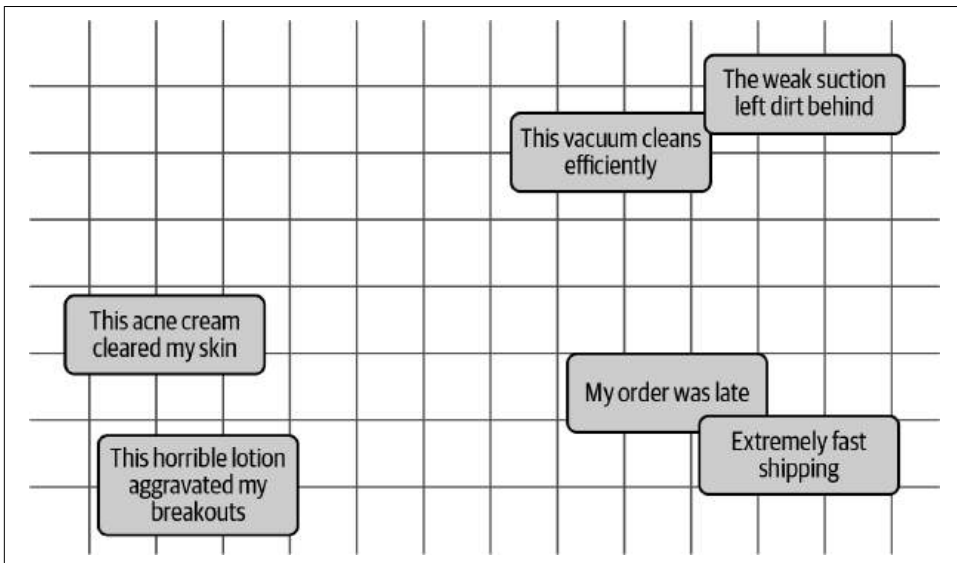 The weak suction
left dirt behind
This vacuum cleans
efficiently
This acne cream
cleared my skin
My order was late
Extremely fast
shipping
This horrible lotion
aggravated my
breakouts